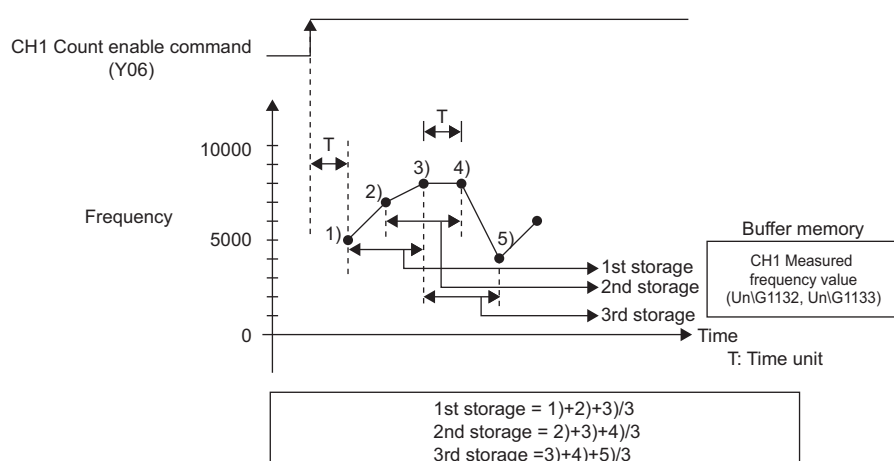 CH1 Count enable command
(Y06)
T
T
10000
3)
4)
2)
Frequency
5000
1)
5)
Buffer memory
1st storage
CH1 Measured
frequency value
(Un\G1132, Un\G1133)
2nd storage
3rd storage
0
Time
T: Time unit
1st storage = 1)+2)+3)/3
2nd storage = 2)+3)+4)/3
3rd storage =3)+4)+5)/3